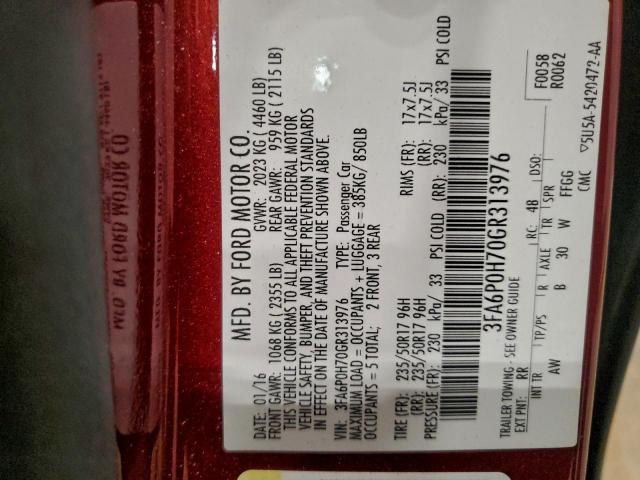 MFD. BY FORD MOTOR CO.
DATE: 01/16 GVWR: 2023 KG ( 4460 LB)
FRONT GAWR: 1068 KG ( 2355 LB) REAR GAWR: 959 KG ( 2115 LB)
THIS VEHICLE CONFORMS TO ALL APPLICABLE FEDERAL MOTOR
VEHICLE SAFETY, BUMPER, AND THEFT PREVENTION STANDARDS
IN EFFECT ON THE DATE OF MANUFACTURE SHOWN ABOVE.
VIN: 3FA6P0H70GR313976 TYPE: Passenger Car
MAXIMUM LOAD = OCCUPANTS + LUGGAGE = 385KG/ 850LB
OCCUPANTS = 5 TOTAL; 2 FRONT, 3 REAR
TIRE (FR): 235/50R17 96H RIMS (FR): 17x7.5J
(RR): 235/50R17 96H (RR): 17x7.5J
PRESSURE (FR): 230 kPa/ 33 PSI COLD (RR): 230 kPa/ 33 PSI COLD
3FA6P0H70GR313976
TRAILER TOWING - SEE OWNER GUIDE F0058
EXT PNT: RR RC: 48 DSO: R0062
INT TR TP/PS R AXLE TR SPR
AW B 30 W FFGG
CMC ▽5U5A-5420472-AA